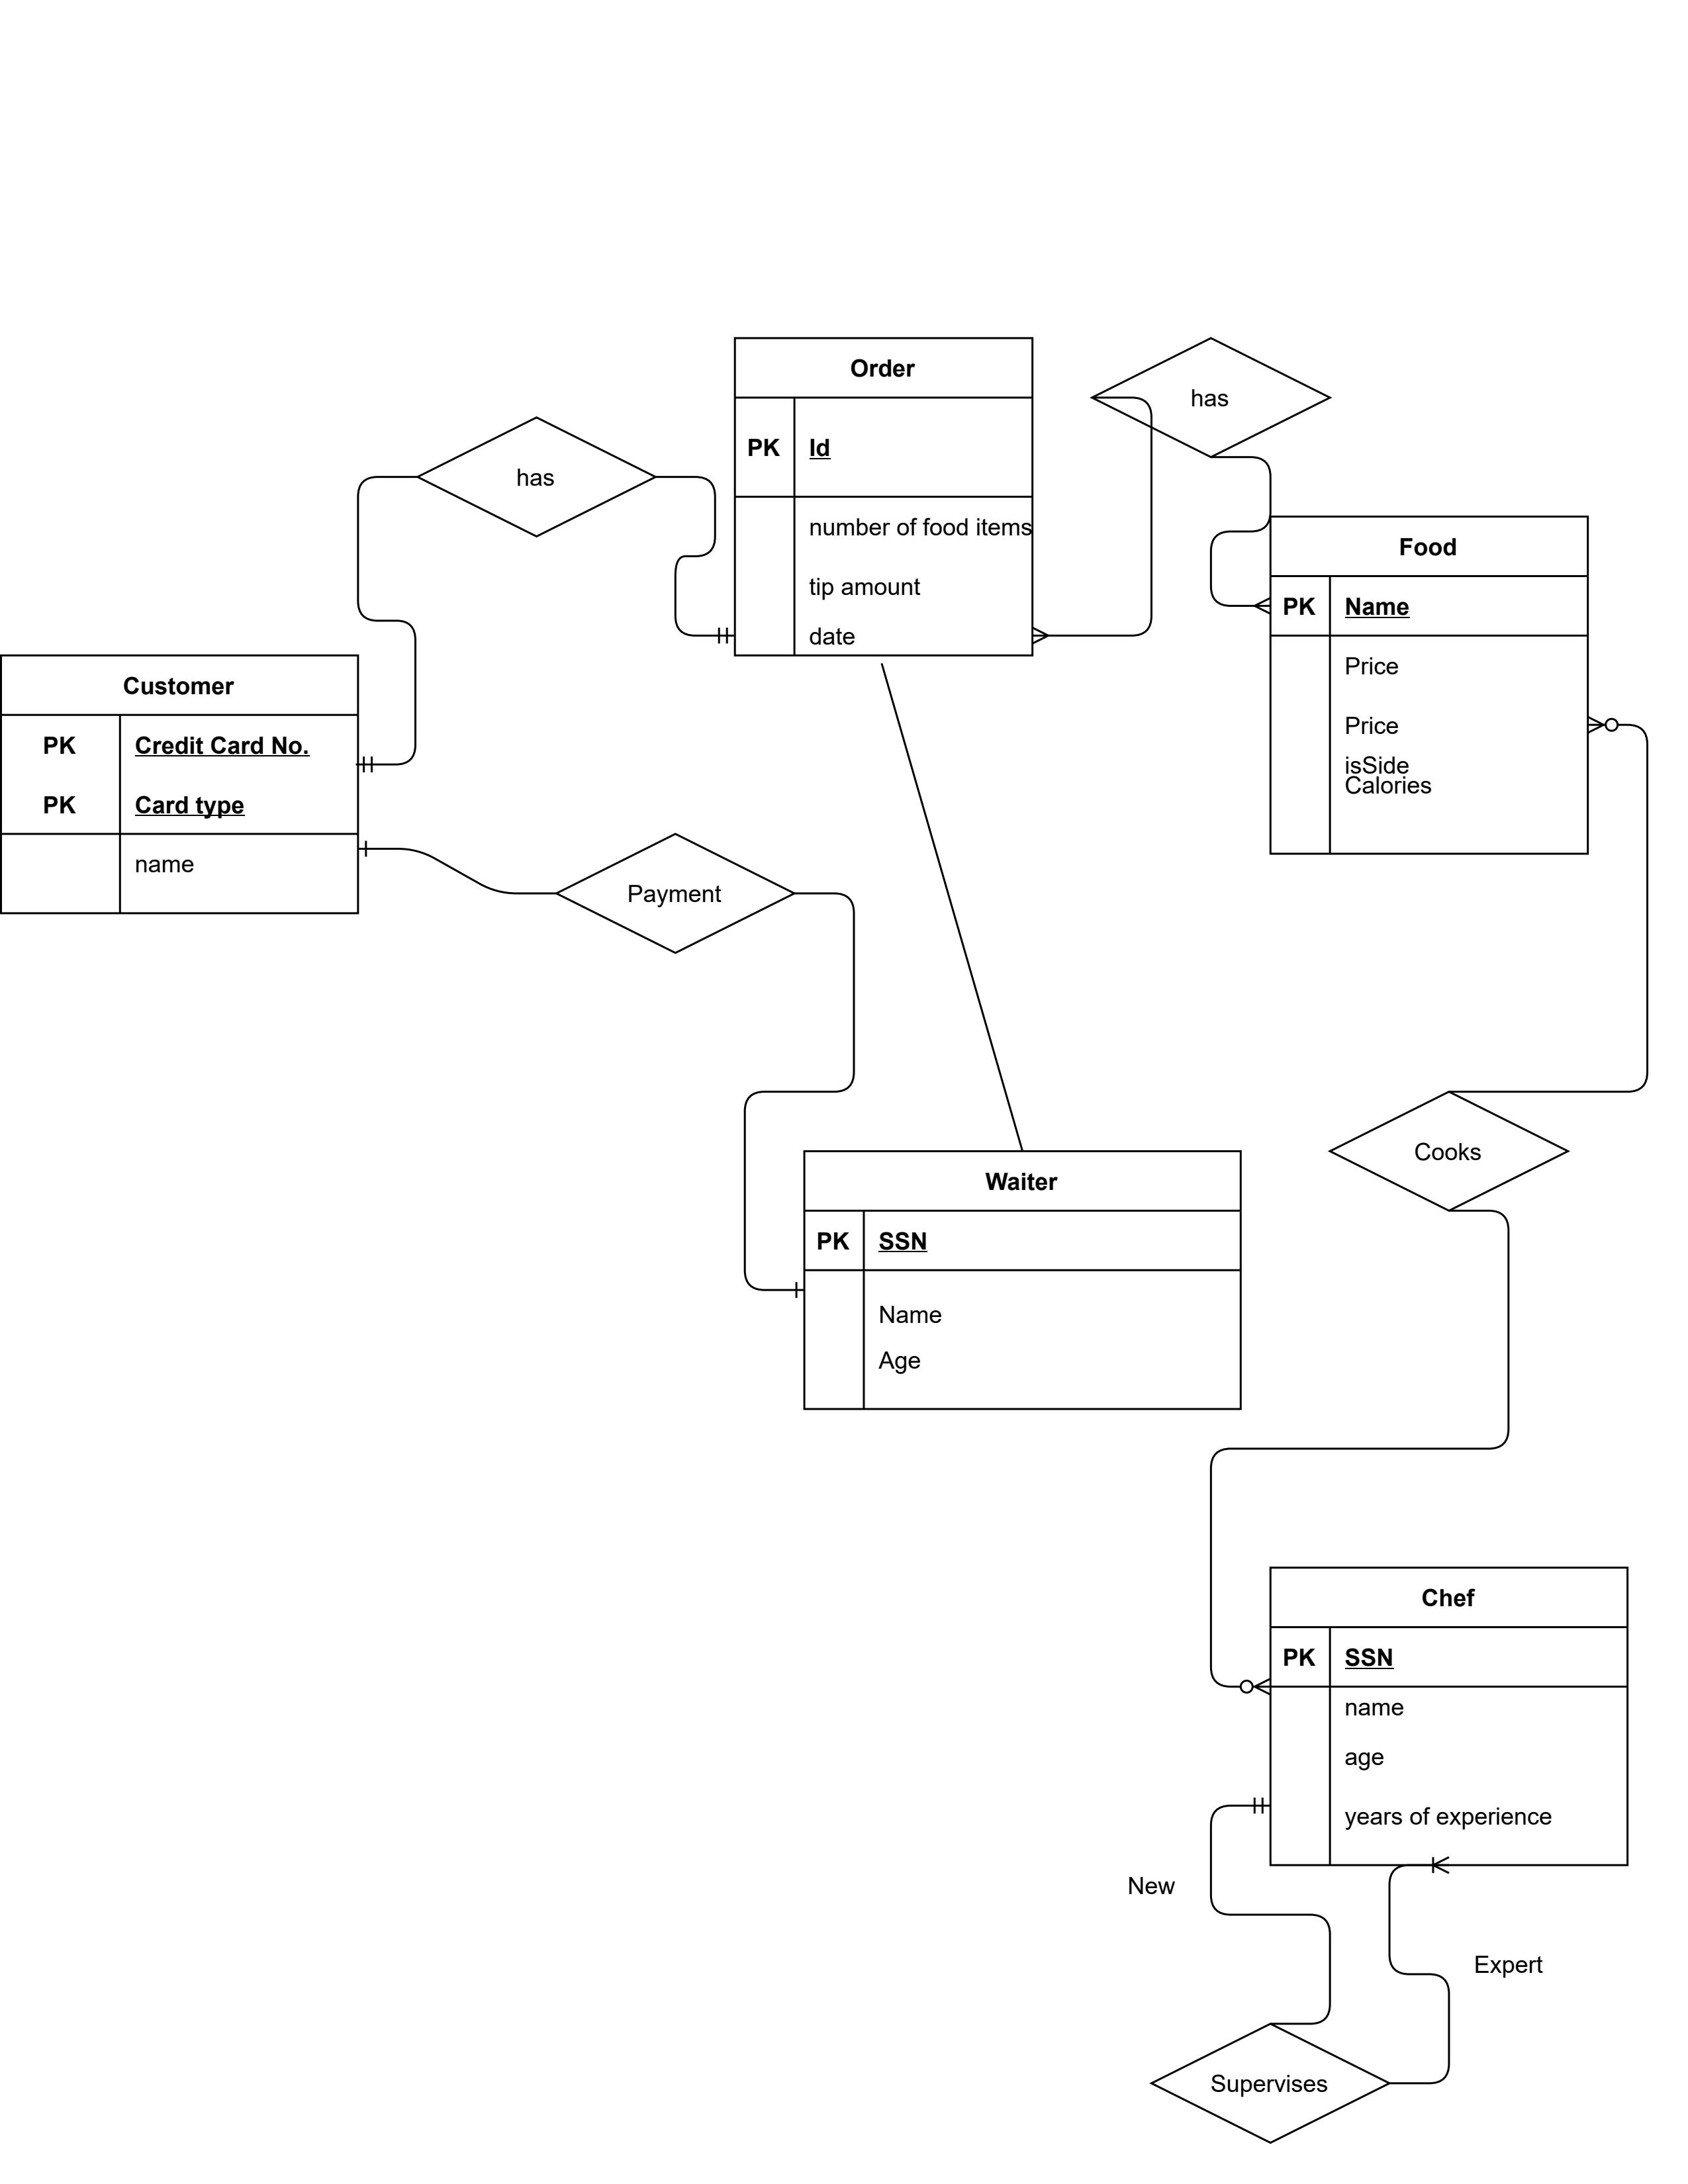 Order
PK Id
number of food items
tip amount
date
has
has
Food
PK Name
Price
Price
isSide
Calories
Customer
PK Credit Card No.
PK Card type
name
Payment
Waiter
PK SSN
Name
Age
Cooks
Chef
PK SSN
name
age
years of experience
New
Expert
Supervises